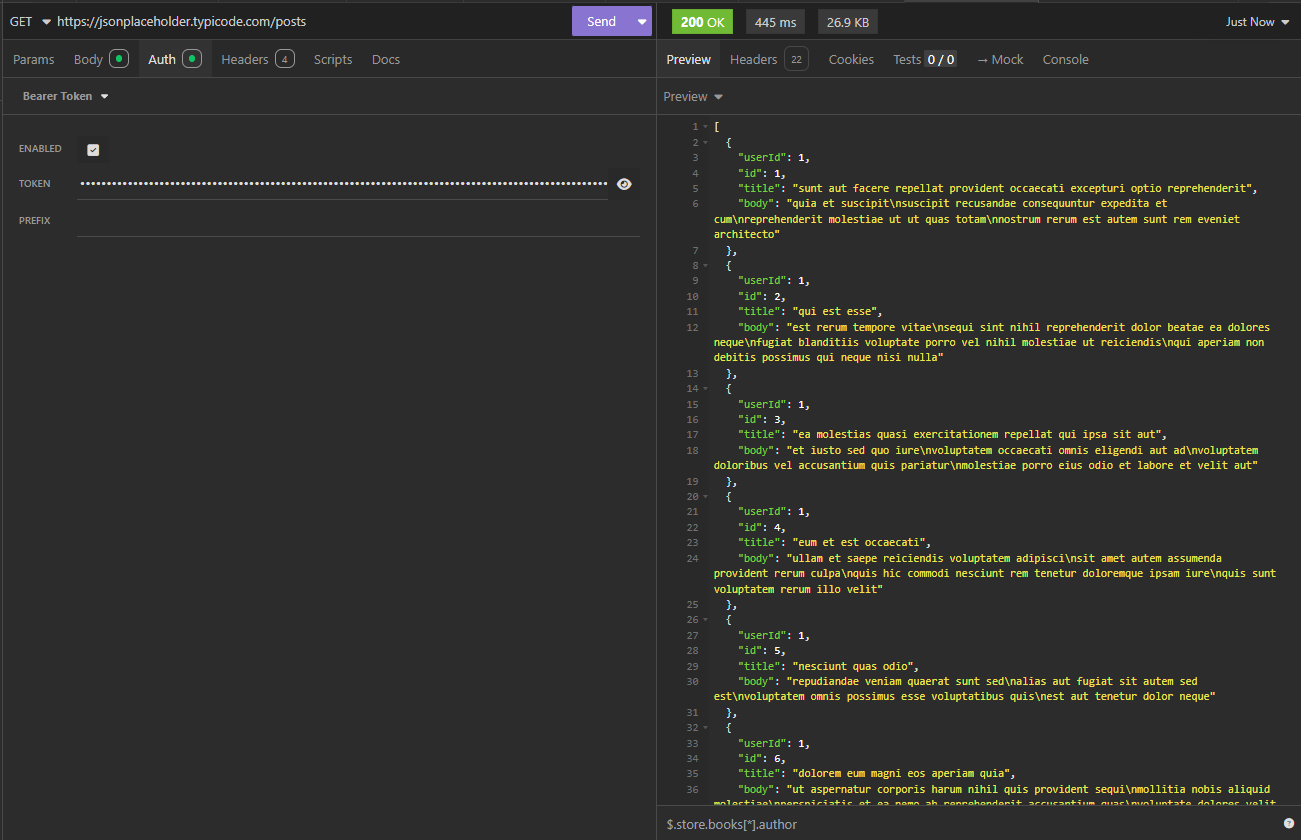 GET https://jsonplaceholder.typicode.com/posts Send
200 OK 445 ms 26.9 KB Just Now
Params Body Auth Headers 4 Scripts Docs
Preview Headers 22 Cookies Tests 0 / 0 → Mock Console
Bearer Token
Preview
ENABLED
TOKEN ••••••••••••••••••••••••••••••••••••••••••••••••••••••••••••••••••••••••••••••••••••••••
PREFIX
1 [
2 {
3 "userId": 1,
4 "id": 1,
5 "title": "sunt aut facere repellat provident occaecati excepturi optio reprehenderit",
6 "body": "quia et suscipit\nsuscipit recusandae consequuntur expedita et
cum\nreprehenderit molestiae ut ut quas totam\nnostrum rerum est autem sunt rem eveniet
architecto"
7 },
8 {
9 "userId": 1,
10 "id": 2,
11 "title": "qui est esse",
12 "body": "est rerum tempore vitae\nsequi sint nihil reprehenderit dolor beatae ea dolores
neque\nfugiat blanditiis voluptate porro vel nihil molestiae ut reiciendis\nqui aperiam non
debitis possimus qui neque nisi nulla"
13 },
14 {
15 "userId": 1,
16 "id": 3,
17 "title": "ea molestias quasi exercitationem repellat qui ipsa sit aut",
18 "body": "et iusto sed quo iure\nvoluptatem occaecati omnis eligendi aut ad\nvoluptatem
doloribus vel accusantium quis pariatur\nmolestiae porro eius odio et labore et velit aut"
19 },
20 {
21 "userId": 1,
22 "id": 4,
23 "title": "eum et est occaecati",
24 "body": "ullam et saepe reiciendis voluptatem adipisci\nsit amet autem assumenda
provident rerum culpa\nquis hic commodi nesciunt rem tenetur doloremque ipsam iure\nquis sunt
voluptatem rerum illo velit"
25 },
26 {
27 "userId": 1,
28 "id": 5,
29 "title": "nesciunt quas odio",
30 "body": "repudiandae veniam quaerat sunt sed\nalias aut fugiat sit autem sed
est\nvoluptatem omnis possimus esse voluptatibus quis\nest aut tenetur dolor neque"
31 },
32 {
33 "userId": 1,
34 "id": 6,
35 "title": "dolorem eum magni eos aperiam quia",
36 "body": "ut aspernatur corporis harum nihil quis provident sequi\nmollitia nobis aliquid
molestiae\nperspiciatis et ea nemo ab reprehenderit accusantium quas\nvoluptate dolores velit
$.store.books[*].author